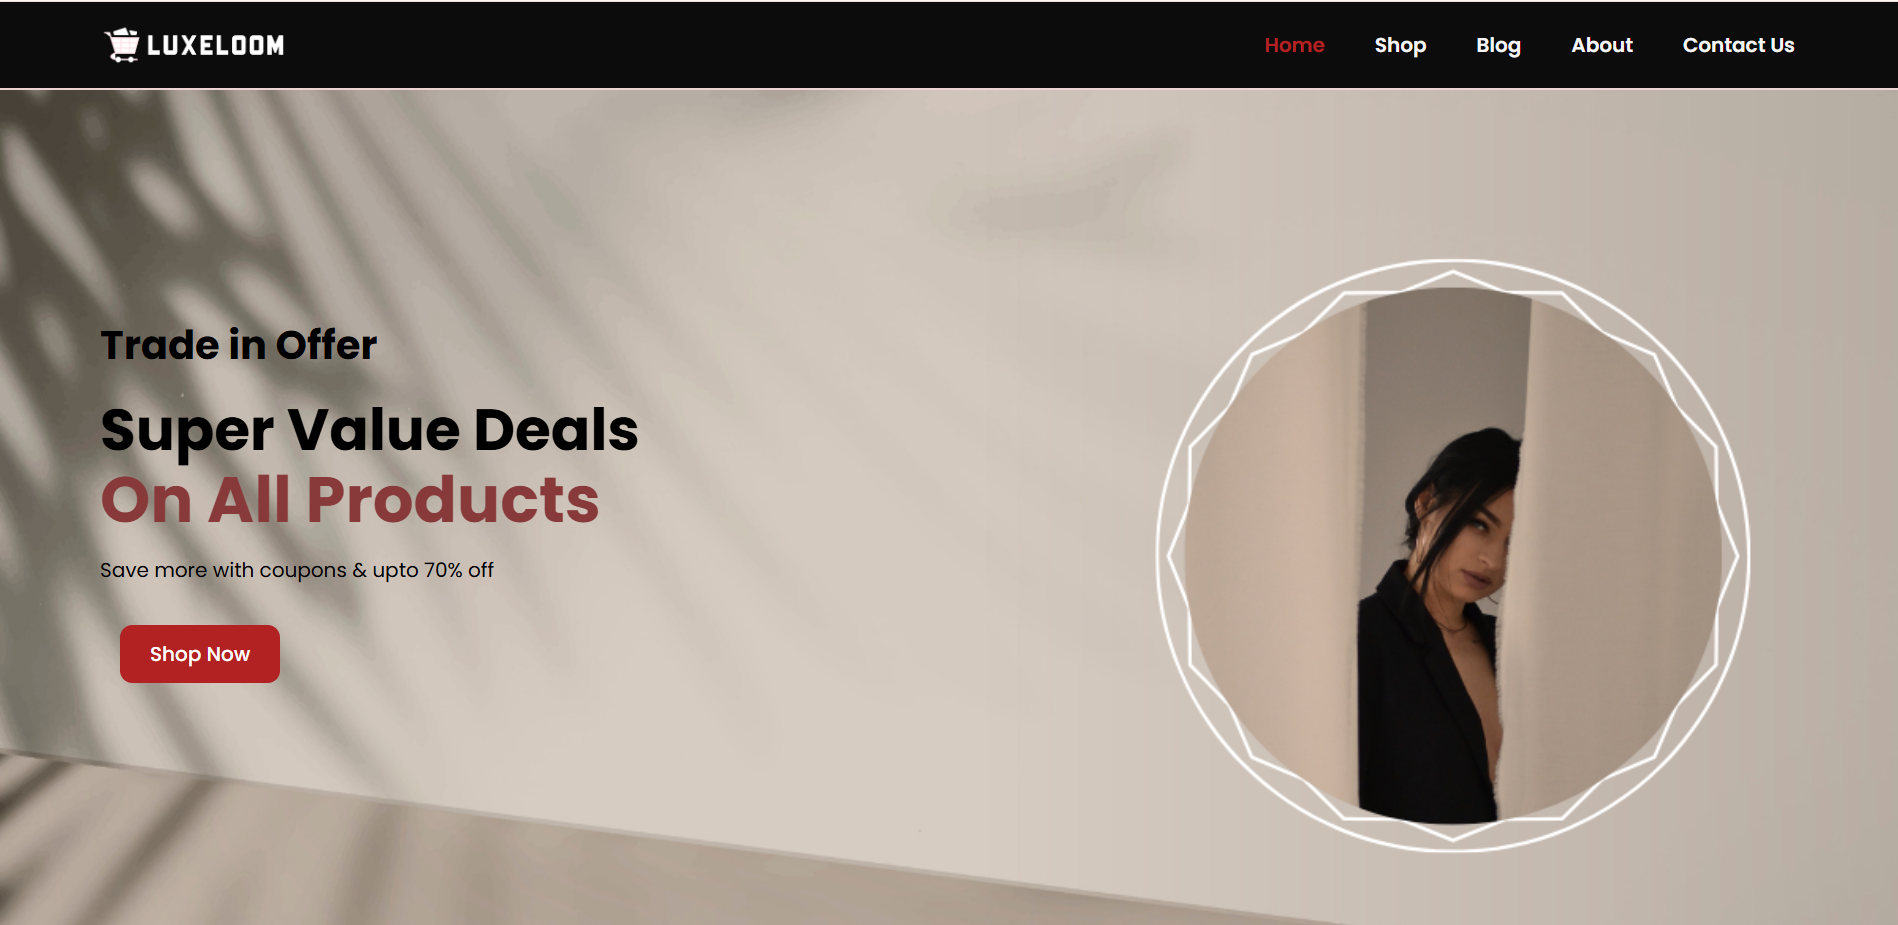 LUXELOOM
Home Shop Blog About Contact Us
Trade in Offer
Super Value Deals
On All Products
Save more with coupons & upto 70% off
Shop Now